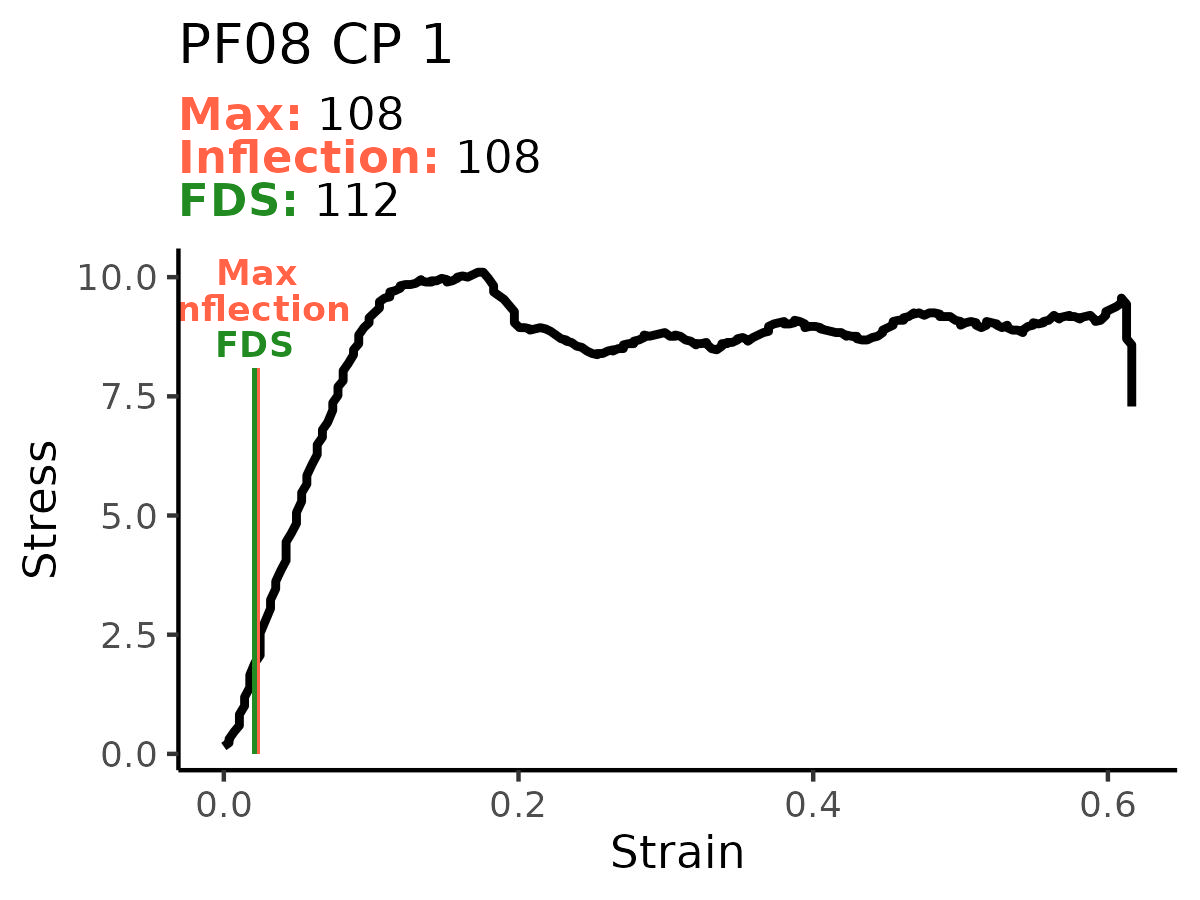 PF08 CP 1
Max: 108
Inflection: 108
FDS: 112
Max
nflection
FDS
10.0
7.5
5.0
2.5
0.0
Stress
0.0 0.2 0.4 0.6
Strain